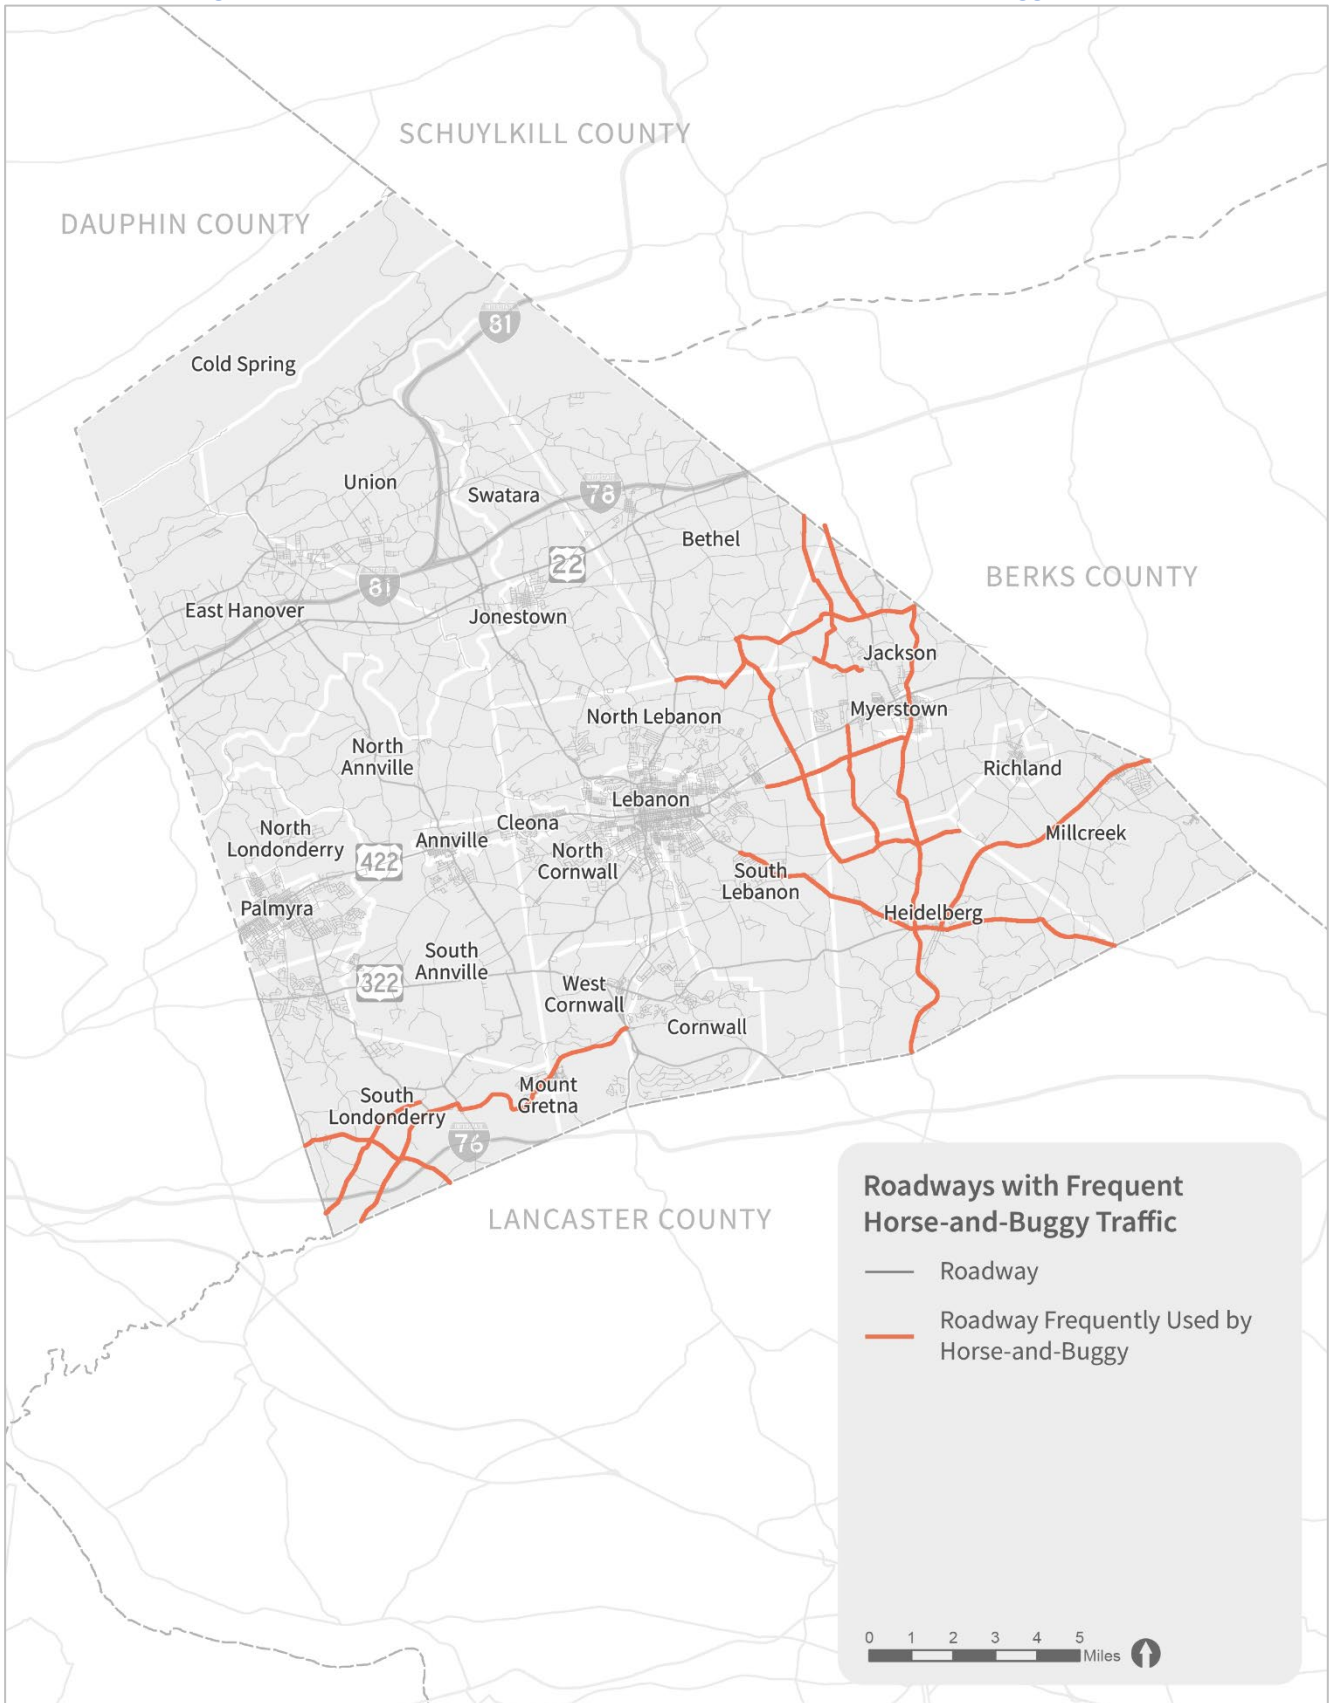 SCHUYLKILL COUNTY
DAUPHIN COUNTY
81
Cold Spring
Union
Swatara
78
Bethel
22
BERKS COUNTY
81
East Hanover
Jonestown
Jackson
Myerstown
North Lebanon
North
Annville
Richland
Lebanon
Cleona
North
Londonderry
Annville
Millcreek
422
North
Cornwall
South
Lebanon
Palmyra
Heidelberg
South
Annville
322
West
Cornwall
Cornwall
Mount
Gretna
South
Londonderry
76
LANCASTER COUNTY
Roadways with Frequent
Horse-and-Buggy Traffic
Roadway
Roadway Frequently Used by
Horse-and-Buggy
0 1 2 3 4 5
Miles